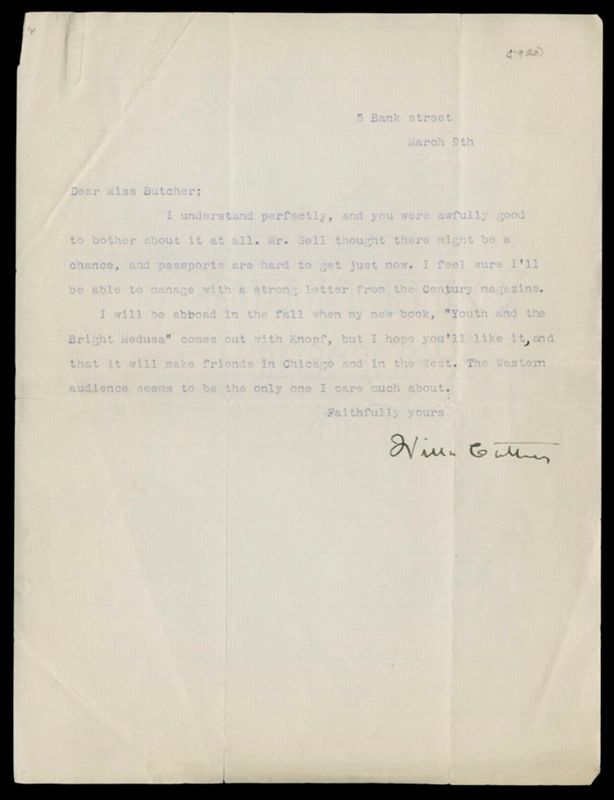 (1920)
5 Bank street
March 9th
Dear Miss Butcher;
I understand perfectly, and you were awfully good
to bother about it at all. Mr. Sell thought there might be a
chance, and passports are hard to get just now. I feel sure I'll
be able to manage with a strong letter from the Century magazine.
I will be abboad in the fall when my new book, "Youth and the
Bright Medusa" comes out with Knopf, but I hope you'll like it, and
that it will make friends in Chicago and in the West. The Western
audience seems to be the only one I care much about.
Faithfully yours
Willa Cather